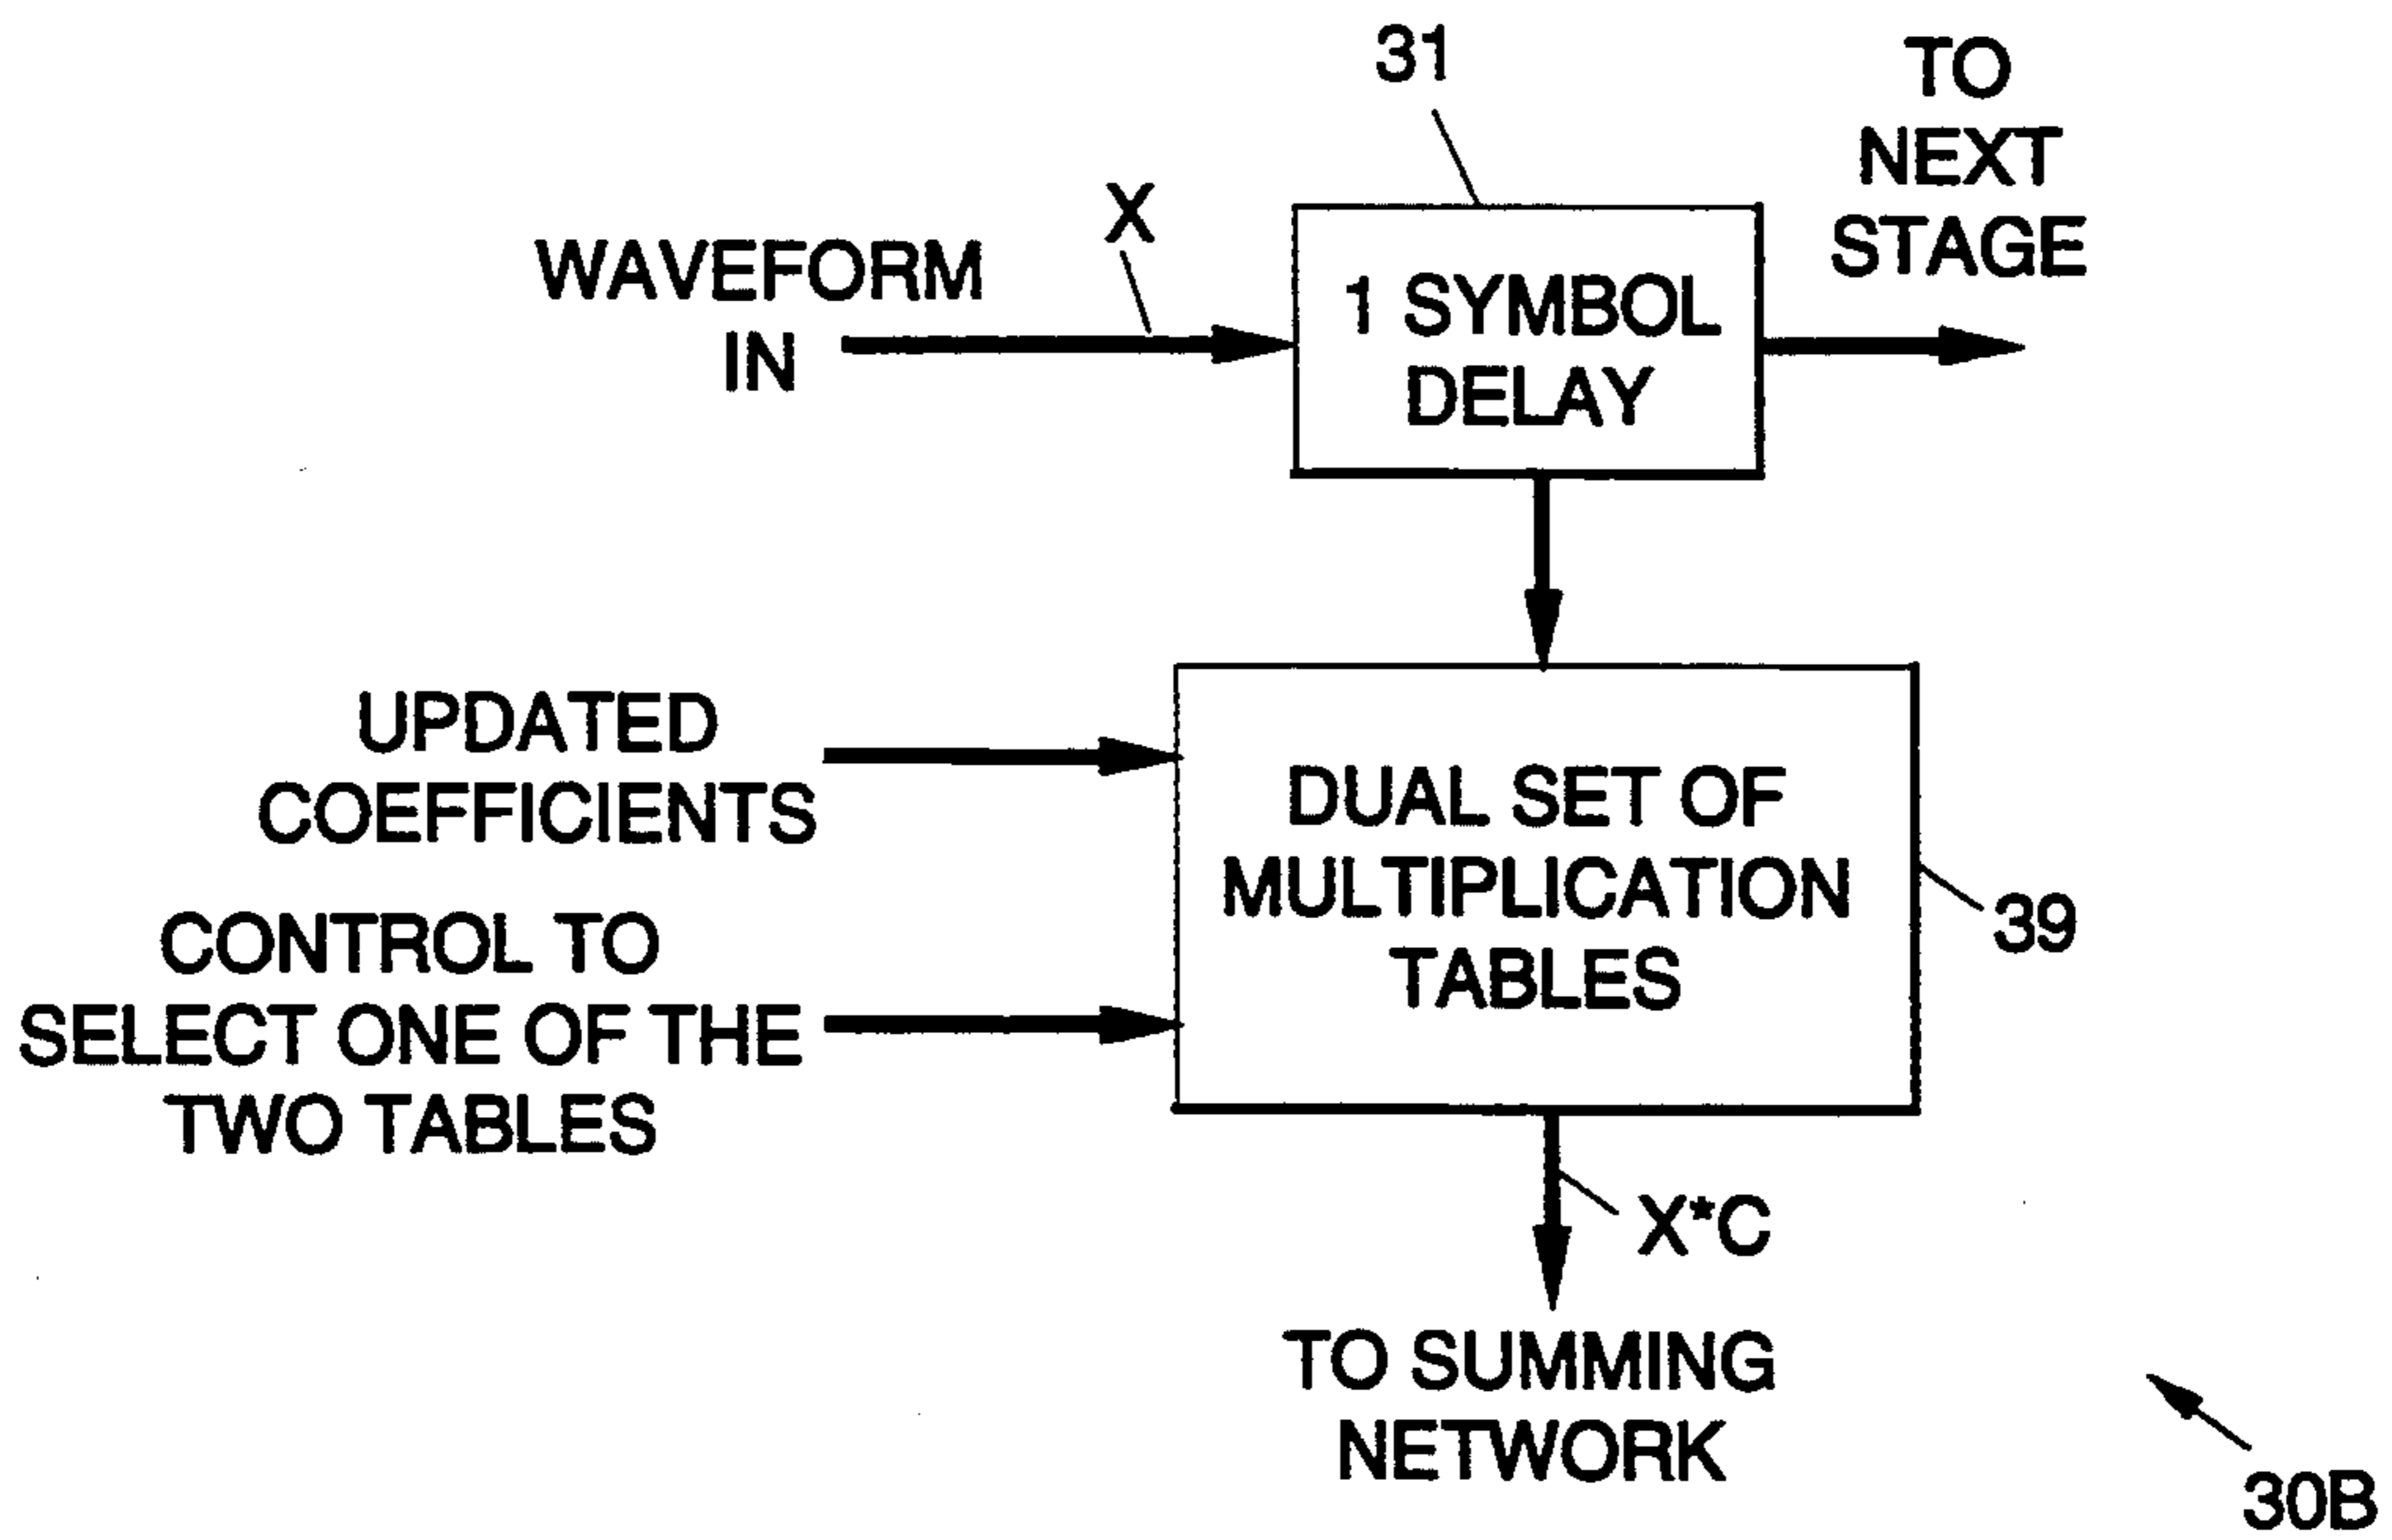 31
TO
NEXT
STAGE
X
WAVEFORM
IN
1 SYMBOL
DELAY
UPDATED
COEFFICIENTS
CONTROL TO
SELECT ONE OF THE
TWO TABLES
DUAL SET OF
MULTIPLICATION
TABLES
39
X*C
TO SUMMING
NETWORK
30B